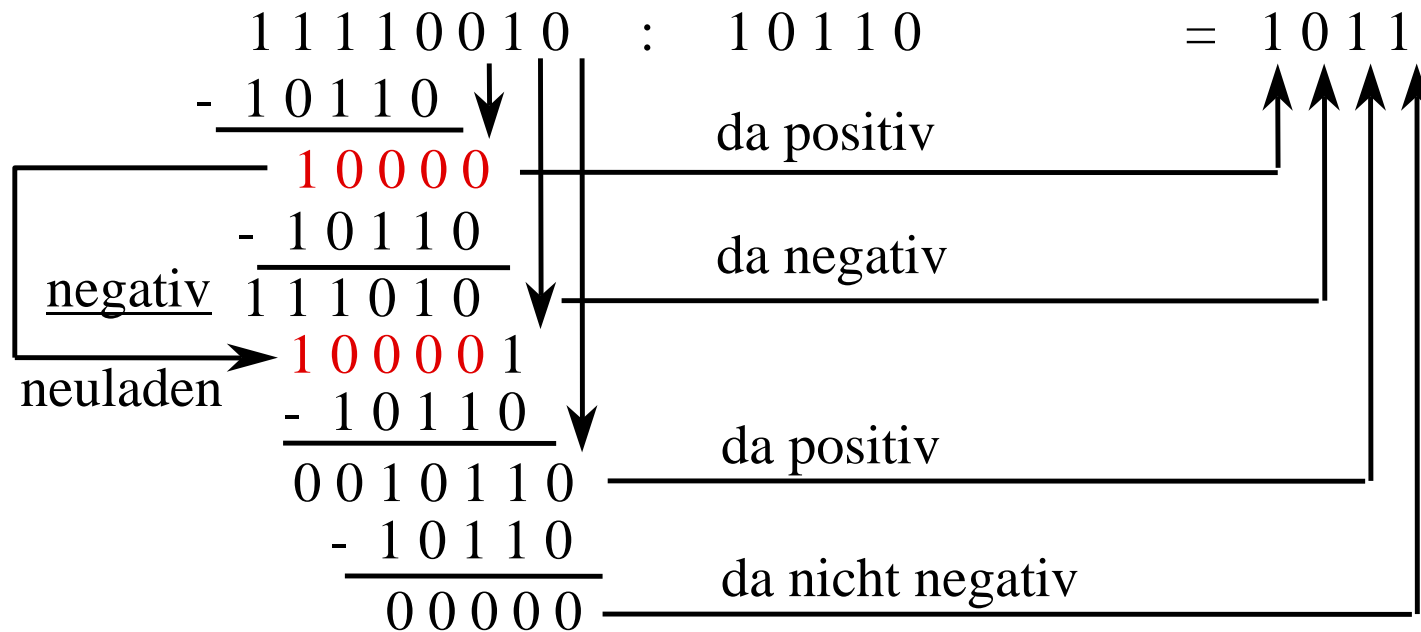 1 1 1 1 0 0 1 0 : 1 0 1 1 0 = 1 0 1 1
- 1 0 1 1 0
da positiv
1 0 0 0 0
- 1 0 1 1 0
da negativ
negativ 1 1 1 0 1 0
1 0 0 0 0 1
neuladen
- 1 0 1 1 0
da positiv
0 0 1 0 1 1 0
- 1 0 1 1 0
da nicht negativ
0 0 0 0 0